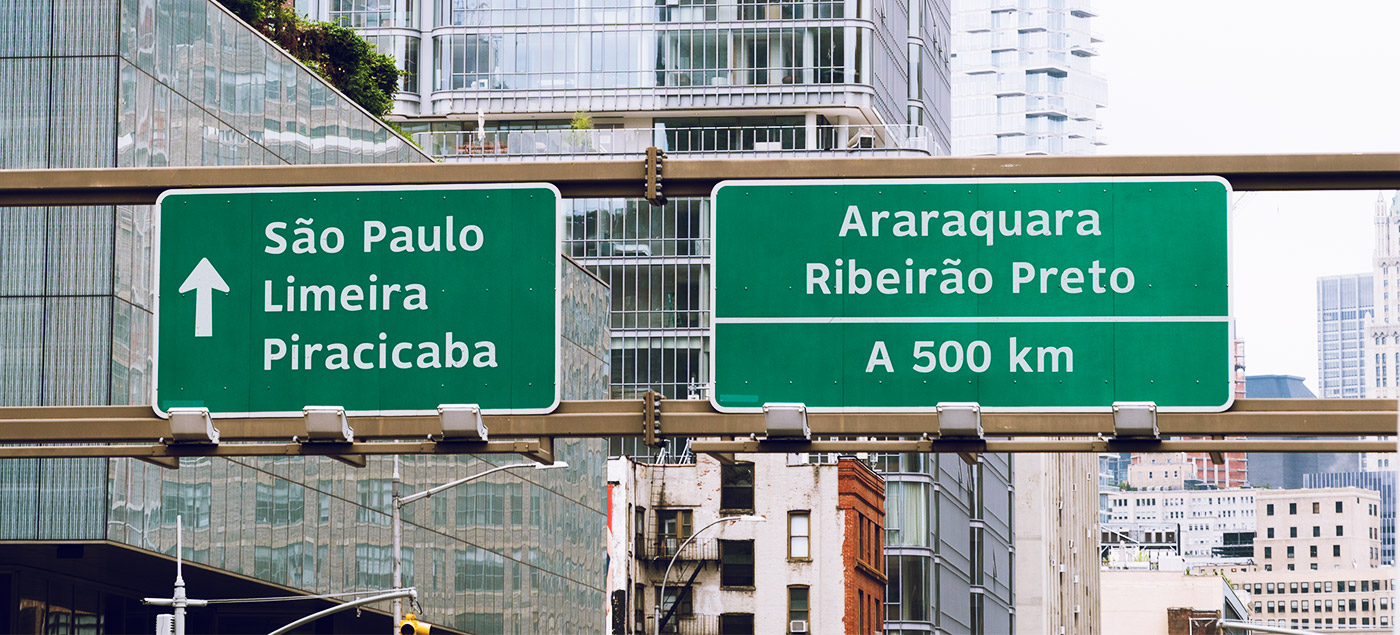 São Paulo
Limeira
Piracicaba
Araraquara
Ribeirão Preto
A 500 km